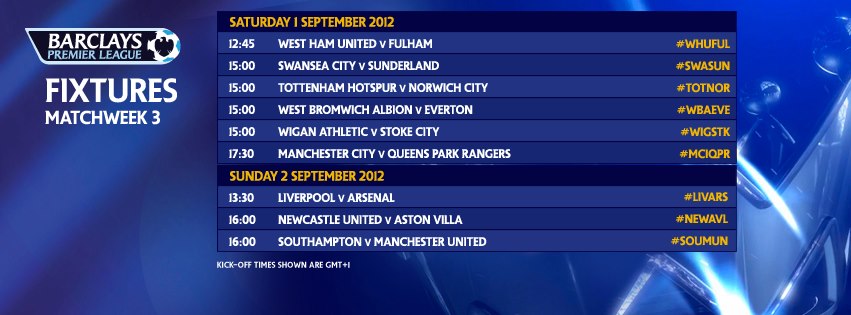 BARCLAYS
PREMIER LEAGUE
FIXTURES
MATCHWEEK 3
SATURDAY 1 SEPTEMBER 2012
12:45 WEST HAM UNITED v FULHAM #WHUFUL
15:00 SWANSEA CITY v SUNDERLAND #SWASUN
15:00 TOTTENHAM HOTSPUR v NORWICH CITY #TOTNOR
15:00 WEST BROMWICH ALBION v EVERTON #WBAEVE
15:00 WIGAN ATHLETIC v STOKE CITY #WIGSTK
17:30 MANCHESTER CITY v QUEENS PARK RANGERS #MCIQPR
SUNDAY 2 SEPTEMBER 2012
13:30 LIVERPOOL v ARSENAL #LIVARS
16:00 NEWCASTLE UNITED v ASTON VILLA #NEWAVL
16:00 SOUTHAMPTON v MANCHESTER UNITED #SOUMUN
KICK-OFF TIMES SHOWN ARE GMT+1